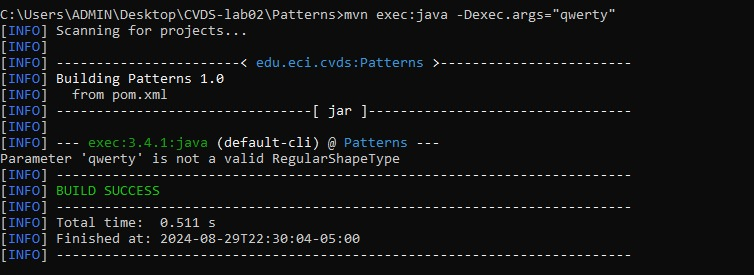 C:\Users\ADMIN\Desktop\CVDS-lab02\Patterns>mvn exec:java -Dexec.args="qwerty"
[INFO] Scanning for projects...
[INFO]
[INFO] -----------------------< edu.eci.cvds:Patterns >------------------------
[INFO] Building Patterns 1.0
[INFO]   from pom.xml
[INFO] --------------------------------[ jar ]---------------------------------
[INFO]
[INFO] --- exec:3.4.1:java (default-cli) @ Patterns ---
Parameter 'qwerty' is not a valid RegularShapeType
[INFO] ------------------------------------------------------------------------
[INFO] BUILD SUCCESS
[INFO] ------------------------------------------------------------------------
[INFO] Total time:  0.511 s
[INFO] Finished at: 2024-08-29T22:30:04-05:00
[INFO] ------------------------------------------------------------------------